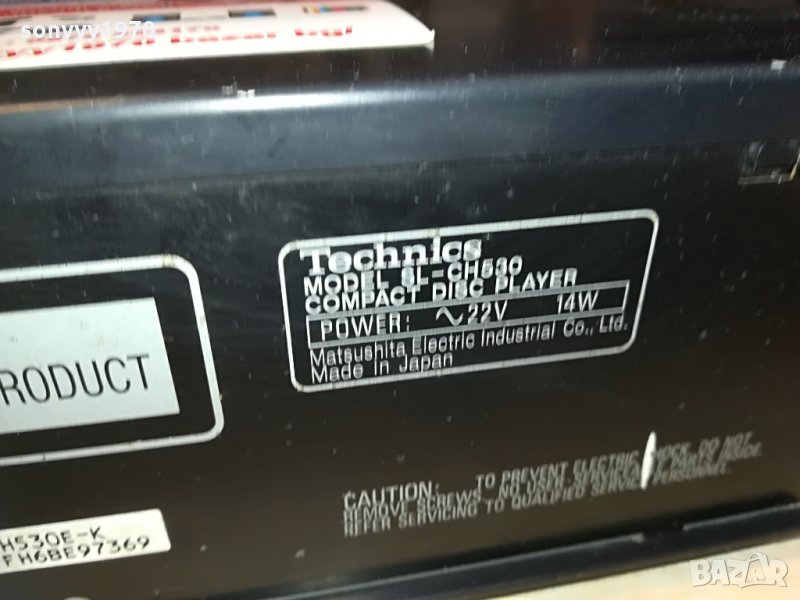 sonyvv1978
Technics
MODEL SL-CH530
COMPACT DISC PLAYER
POWER: ∿22V 14W
Matsushita Electric Industrial Co., Ltd.
Made in Japan
RODUCT
CAUTION: TO PREVENT ELECTRIC SHOCK DO NOT
REMOVE SCREWS. NO USER-SERVICEABLE PARTS INSIDE
REFER SERVICING TO QUALIFIED SERVICE PERSONNEL.
H530E-K
FH6BE97369
BAZAR